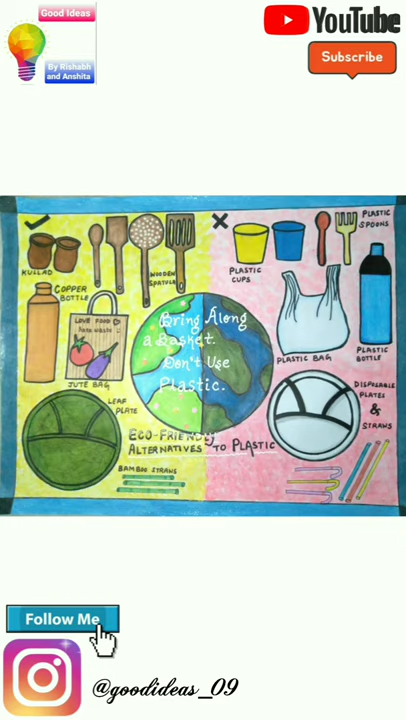 Good Ideas
By Rishabh
and Anshita
YouTube
Subscribe
KULLAD
WOODEN
SPATULA
COPPER
BOTTLE
LOVE FOOD
hate waste
JUTE BAG
LEAF
PLATE
BAMBOO STRAWS
Bring Along
a Basket.
Don't Use
Plastic.
ECO-FRIENDLY
ALTERNATIVES TO PLASTIC
PLASTIC
CUPS
PLASTIC
SPOONS
PLASTIC BAG
PLASTIC
BOTTLE
DISPOSABLE
PLATES
&
STRAWS
Follow Me
@goodideas_09